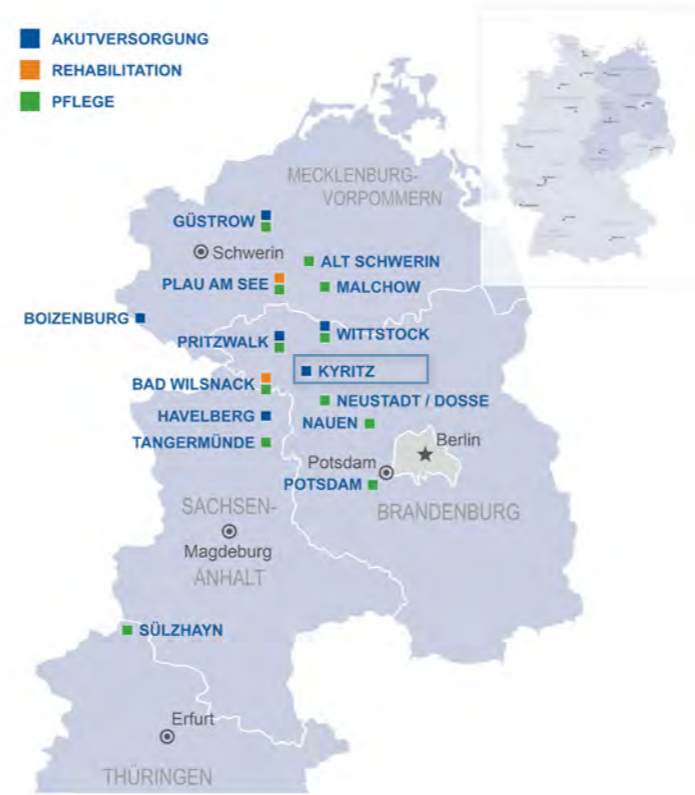 AKUTVERSORGUNG
REHABILITATION
PFLEGE
MECKLENBURG-
VORPOMMERN
GÜSTROW
Schwerin
ALT SCHWERIN
PLAU AM SEE
MALCHOW
BOIZENBURG
WITTSTOCK
PRITZWALK
KYRITZ
BAD WILSNACK
NEUSTADT / DOSSE
HAVELBERG
NAUEN
TANGERMÜNDE
Berlin
Potsdam
POTSDAM
SACHSEN-
BRANDENBURG
Magdeburg
ANHALT
SÜLZHAYN
Erfurt
THÜRINGEN